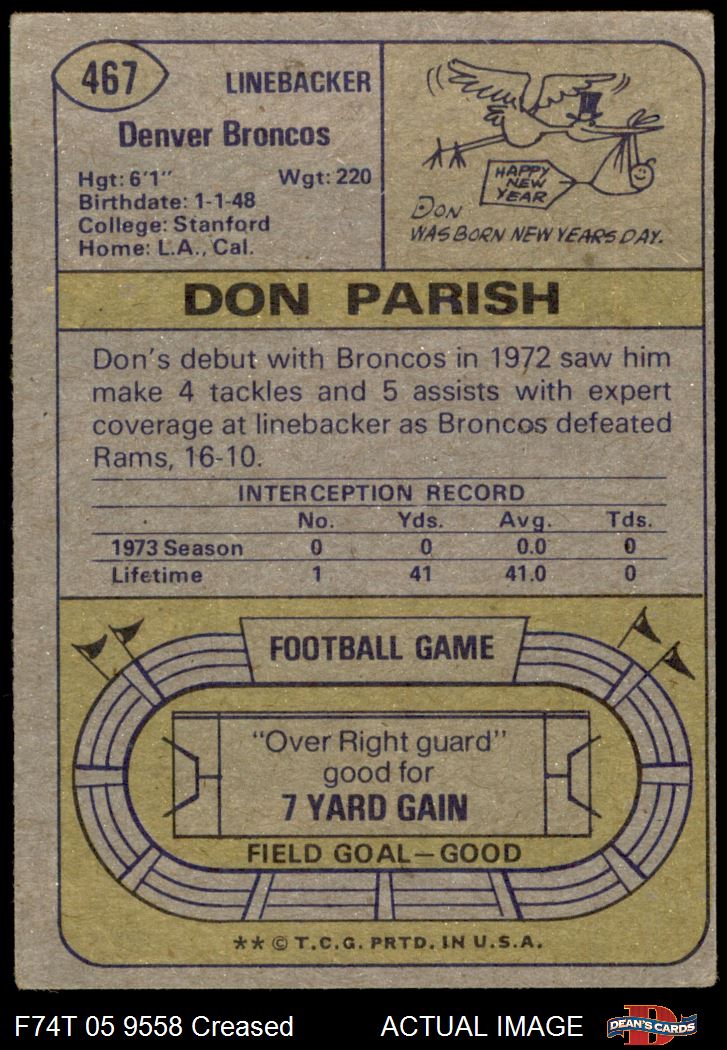 467
LINEBACKER
Denver Broncos
Hgt: 6'1" Wgt: 220
Birthdate: 1-1-48
College: Stanford
Home: L.A., Cal.
HAPPY
NEW
YEAR
DON
WAS BORN NEW YEARS DAY.
DON PARISH
Don's debut with Broncos in 1972 saw him
make 4 tackles and 5 assists with expert
coverage at linebacker as Broncos defeated
Rams, 16-10.
INTERCEPTION RECORD
No. Yds. Avg. Tds.
1973 Season 0 0 0.0 0
Lifetime 1 41 41.0 0
FOOTBALL GAME
"Over Right guard"
good for
7 YARD GAIN
FIELD GOAL—GOOD
** © T.C.G. PRTD. IN U.S.A.
F74T 05 9558 Creased ACTUAL IMAGE
D
DEAN'S CARDS